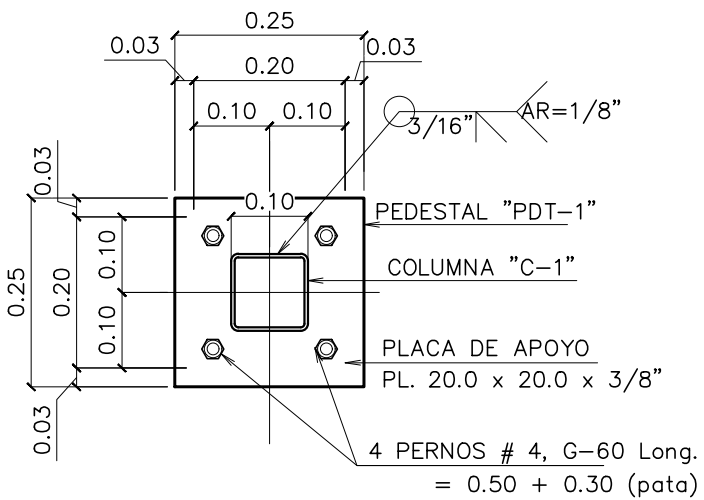 0.25
0.03
0.03
0.20
0.10
0.10
3/16"
AR=1/8"
0.03
0.10
PEDESTAL "PDT-1"
0.10
COLUMNA "C-1"
0.25
0.20
0.10
PLACA DE APOYO
PL. 20.0 x 20.0 x 3/8"
0.03
4 PERNOS # 4, G-60 Long.
= 0.50 + 0.30 (pata)